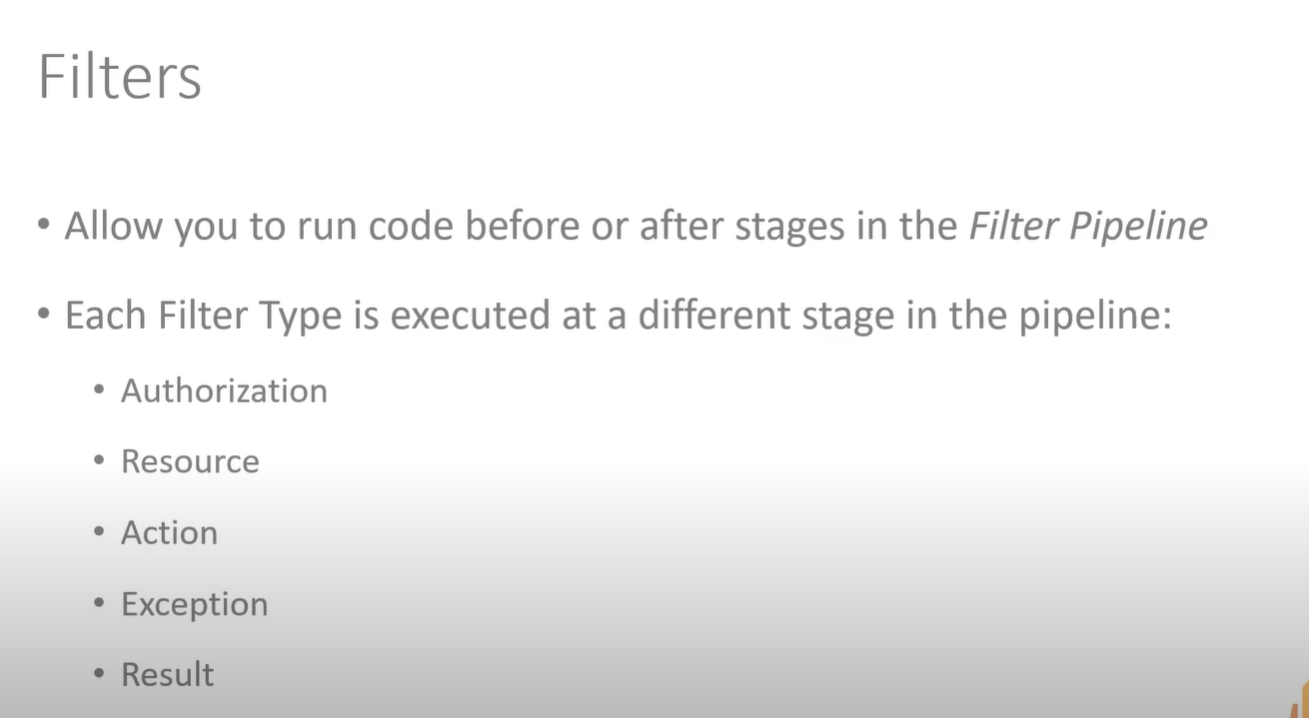 Filters
• Allow you to run code before or after stages in the Filter Pipeline
• Each Filter Type is executed at a different stage in the pipeline:
• Authorization
• Resource
• Action
• Exception
• Result